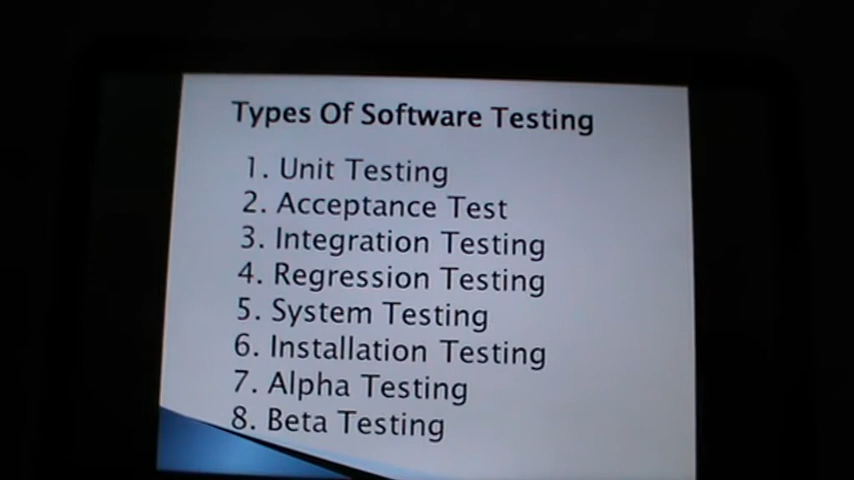 Types Of Software Testing
1. Unit Testing
2. Acceptance Test
3. Integration Testing
4. Regression Testing
5. System Testing
6. Installation Testing
7. Alpha Testing
8. Beta Testing